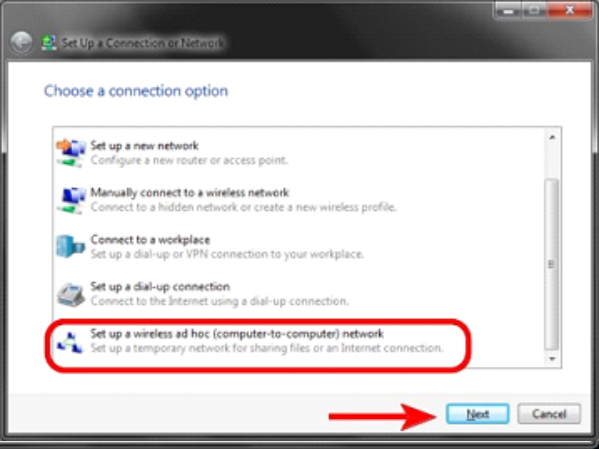 Set Up a Connection or Network
Choose a connection option
Set up a new network
Configure a new router or access point.
Manually connect to a wireless network
Connect to a hidden network or create a new wireless profile.
Connect to a workplace
Set up a dial-up or VPN connection to your workplace.
Set up a dial-up connection
Connect to the Internet using a dial-up connection.
Set up a wireless ad hoc (computer-to-computer) network
Set up a temporary network for sharing files or an Internet connection.
Next Cancel